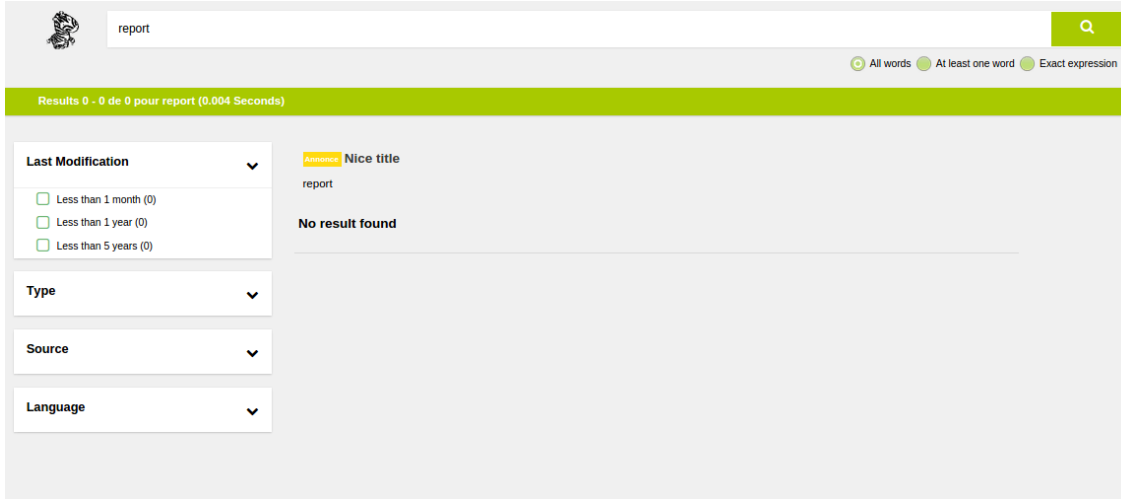 report
All words At least one word Exact expression
Results 0 - 0 de 0 pour report (0.004 Seconds)
Last Modification
Less than 1 month (0)
Less than 1 year (0)
Less than 5 years (0)
Type
Source
Language
Annonce Nice title
report
No result found